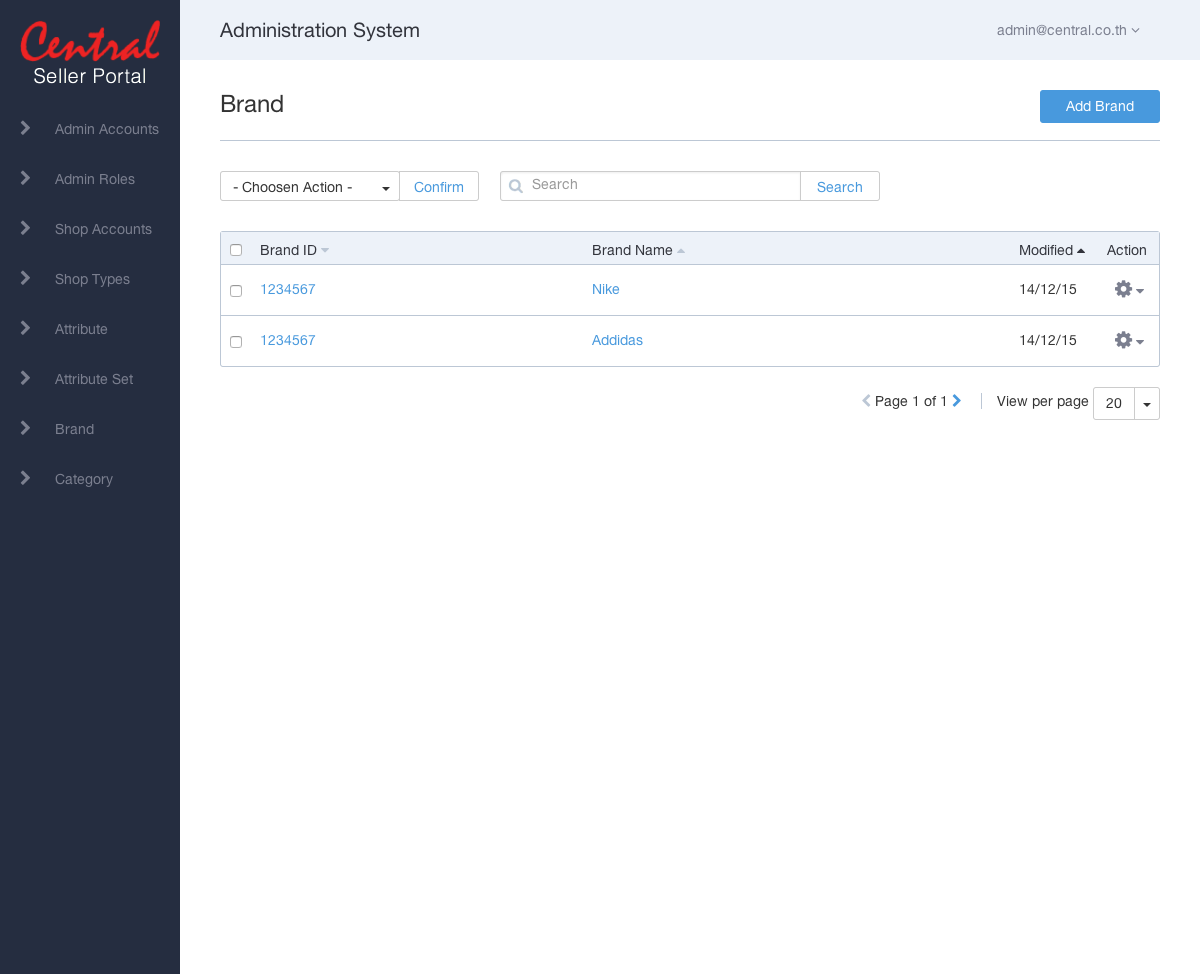 Central
Seller Portal
Admin Accounts
Admin Roles
Shop Accounts
Shop Types
Attribute
Attribute Set
Brand
Category
Administration System
admin@central.co.th
Brand
Add Brand
- Choosen Action -
Confirm
Search
Search
Brand ID
Brand Name
Modified
Action
1234567
Nike
14/12/15
1234567
Addidas
14/12/15
Page 1 of 1
View per page
20